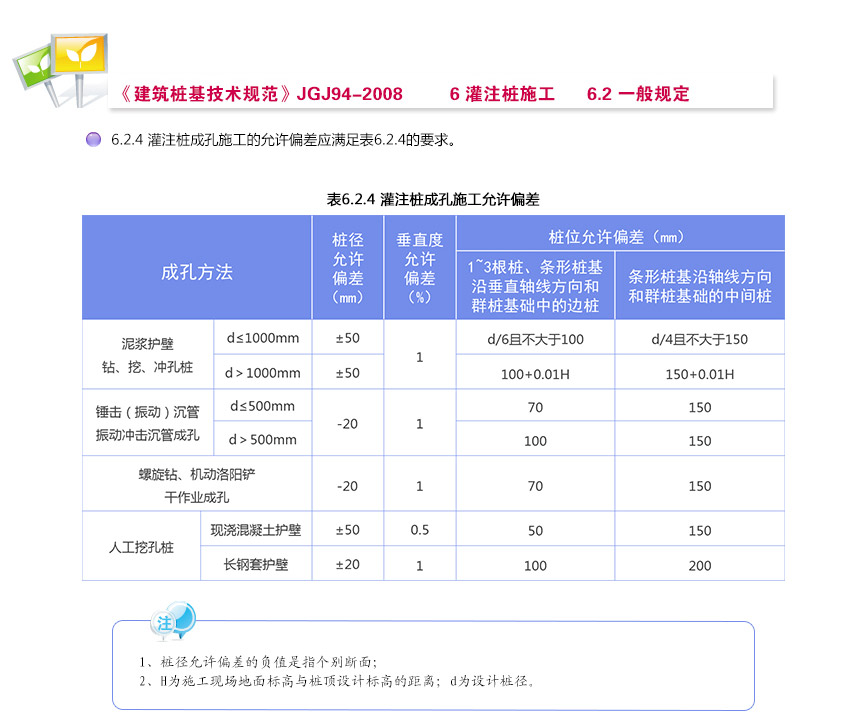 《建筑桩基技术规范》JGJ94-2008 6 灌注桩施工 6.2 一般规定
6.2.4 灌注桩成孔施工的允许偏差应满足表6.2.4的要求。
表6.2.4 灌注桩成孔施工允许偏差
成孔方法
桩径
允许
偏差
(mm)
垂直度
允许
偏差
(%)
桩位允许偏差(mm)
1~3根桩、条形桩基
沿垂直轴线方向和
群桩基础中的边桩
条形桩基沿轴线方向
和群桩基础的中间桩
泥浆护壁
钻、挖、冲孔桩
d≤1000mm ±50 1 d/6且不大于100 d/4且不大于150
d>1000mm ±50 100+0.01H 150+0.01H
锤击(振动)沉管
振动冲击沉管成孔
d≤500mm -20 1 70 150
d>500mm 100 150
螺旋钻、机动洛阳铲
干作业成孔
-20 1 70 150
人工挖孔桩
现浇混凝土护壁 ±50 0.5 50 150
长钢套护壁 ±20 1 100 200
注
1、桩径允许偏差的负值是指个别断面;
2、H为施工现场地面标高与桩顶设计标高的距离;d为设计桩径。